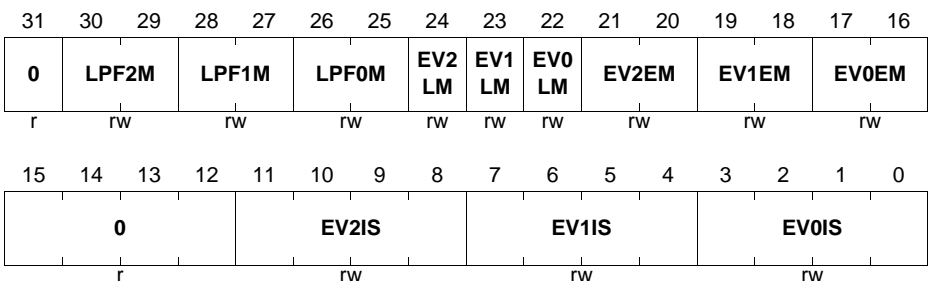 31 30 29 28 27 26 25 24 23 22 21 20 19 18 17 16
0 LPF2M LPF1M LPF0M EV2 LM EV1 LM EV0 LM EV2EM EV1EM EV0EM
r rw rw rw rw rw rw rw rw rw
15 14 13 12 11 10 9 8 7 6 5 4 3 2 1 0
0 EV2IS EV1IS EV0IS
r rw rw rw